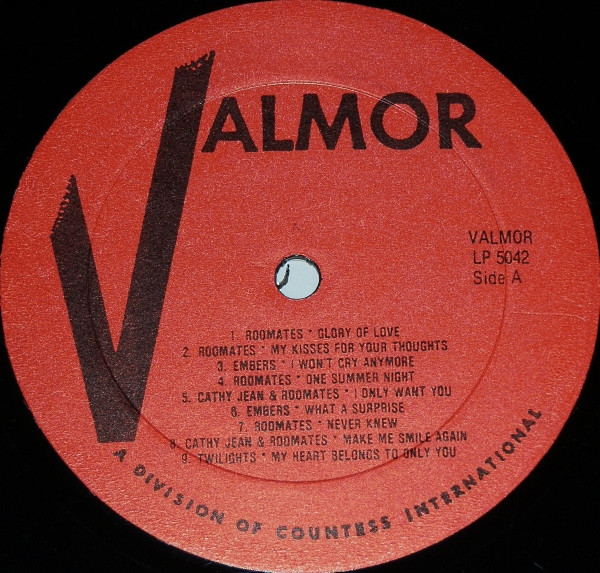 VALMOR
VALMOR
LP 5042
Side A
1. ROOMATES * GLORY OF LOVE
2. ROOMATES * MY KISSES FOR YOUR THOUGHTS
3. EMBERS * I WON'T CRY ANYMORE
4. ROOMATES * ONE SUMMER NIGHT
5. CATHY JEAN & ROOMATES * I ONLY WANT YOU
6. EMBERS * WHAT A SURPRISE
7. ROOMATES * NEVER KNEW
8. CATHY JEAN & ROOMATES * MAKE ME SMILE AGAIN
9. TWILIGHTS * MY HEART BELONGS TO ONLY YOU
A DIVISION OF COUNTESS INTERNATIONAL